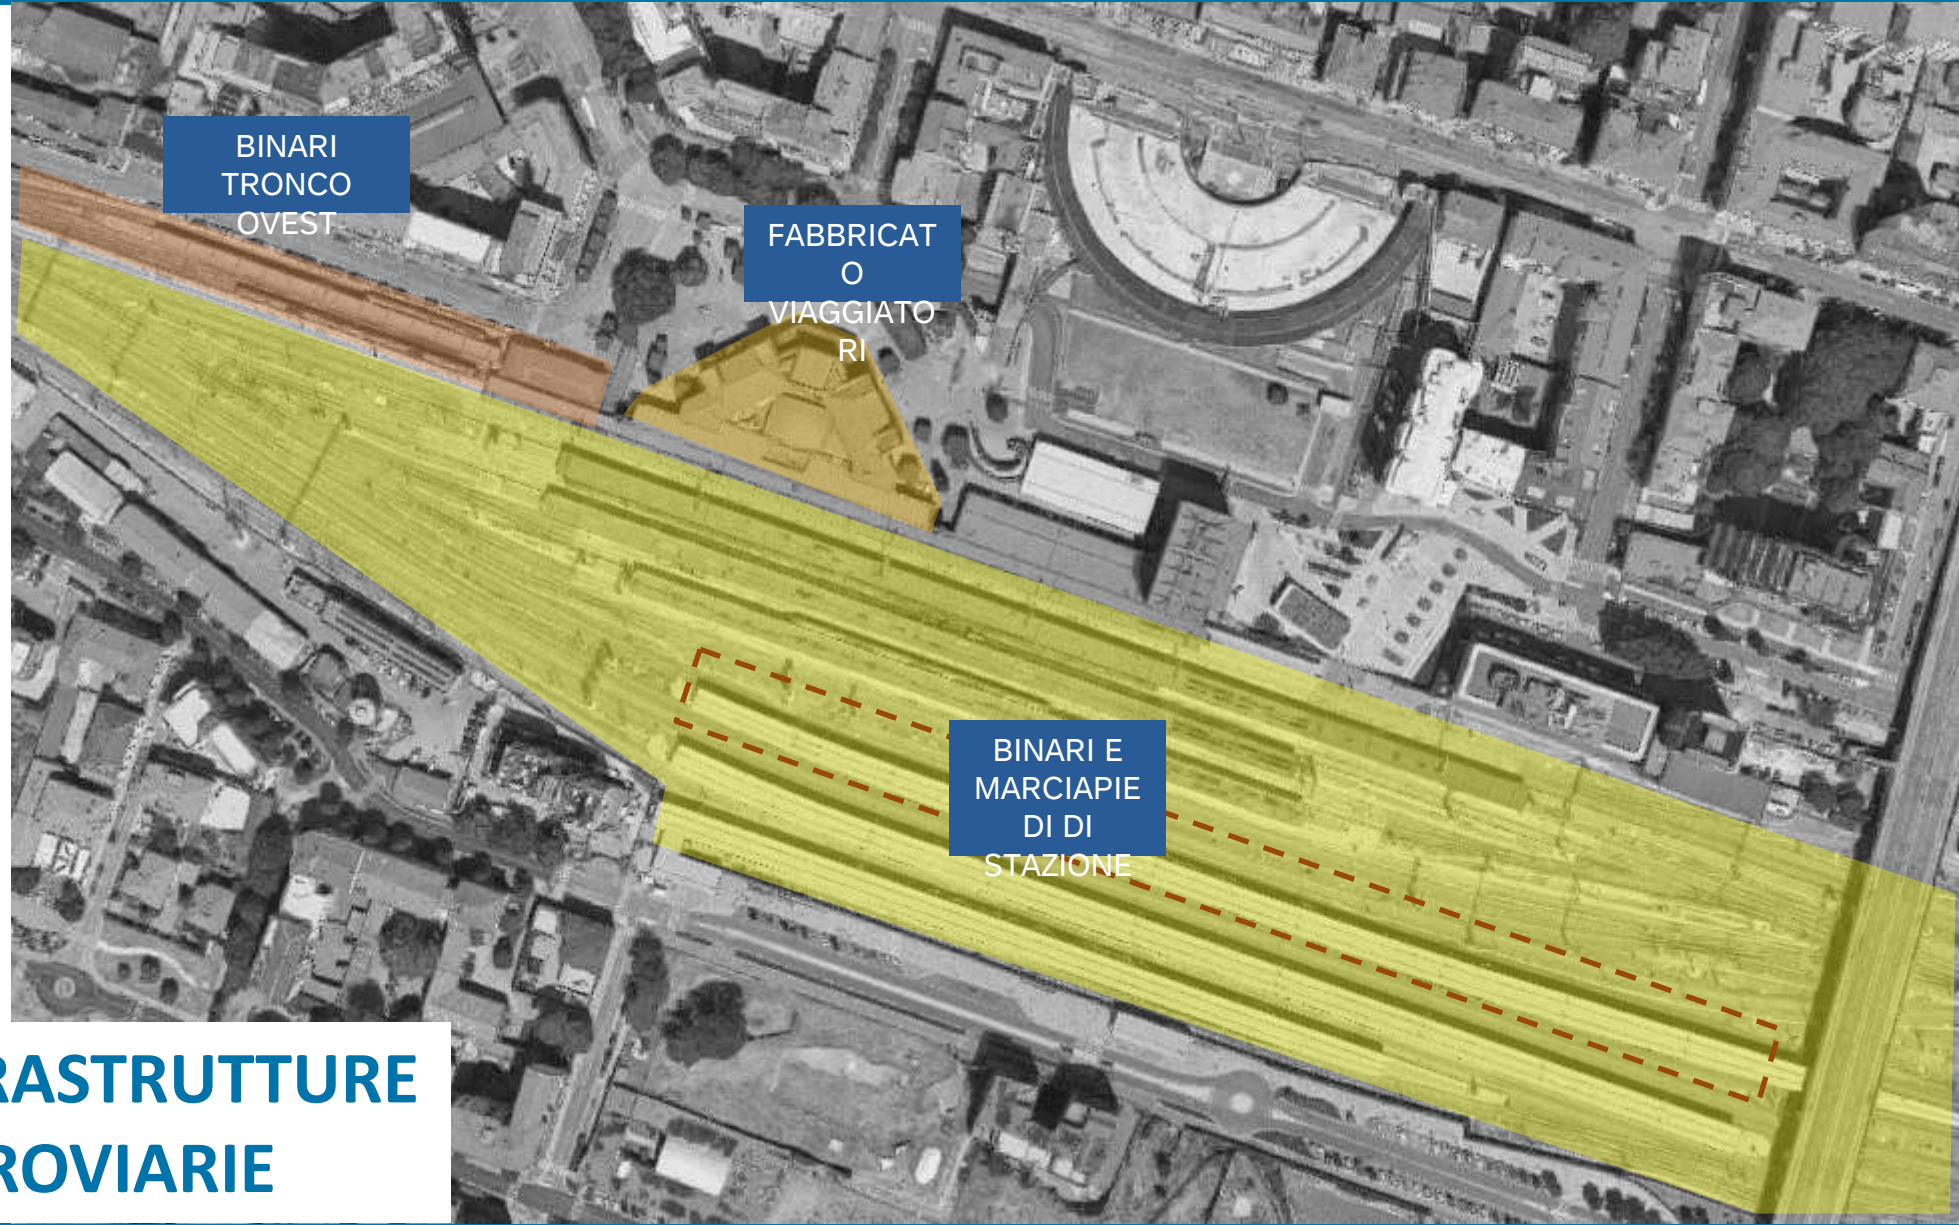 BINARI
TRONCO
OVEST
FABBRICAT
O
VIAGGIATO
RI
BINARI E
MARCIAPIE
DI DI
STAZIONE
RASTRUTTURE
ROVIARIE